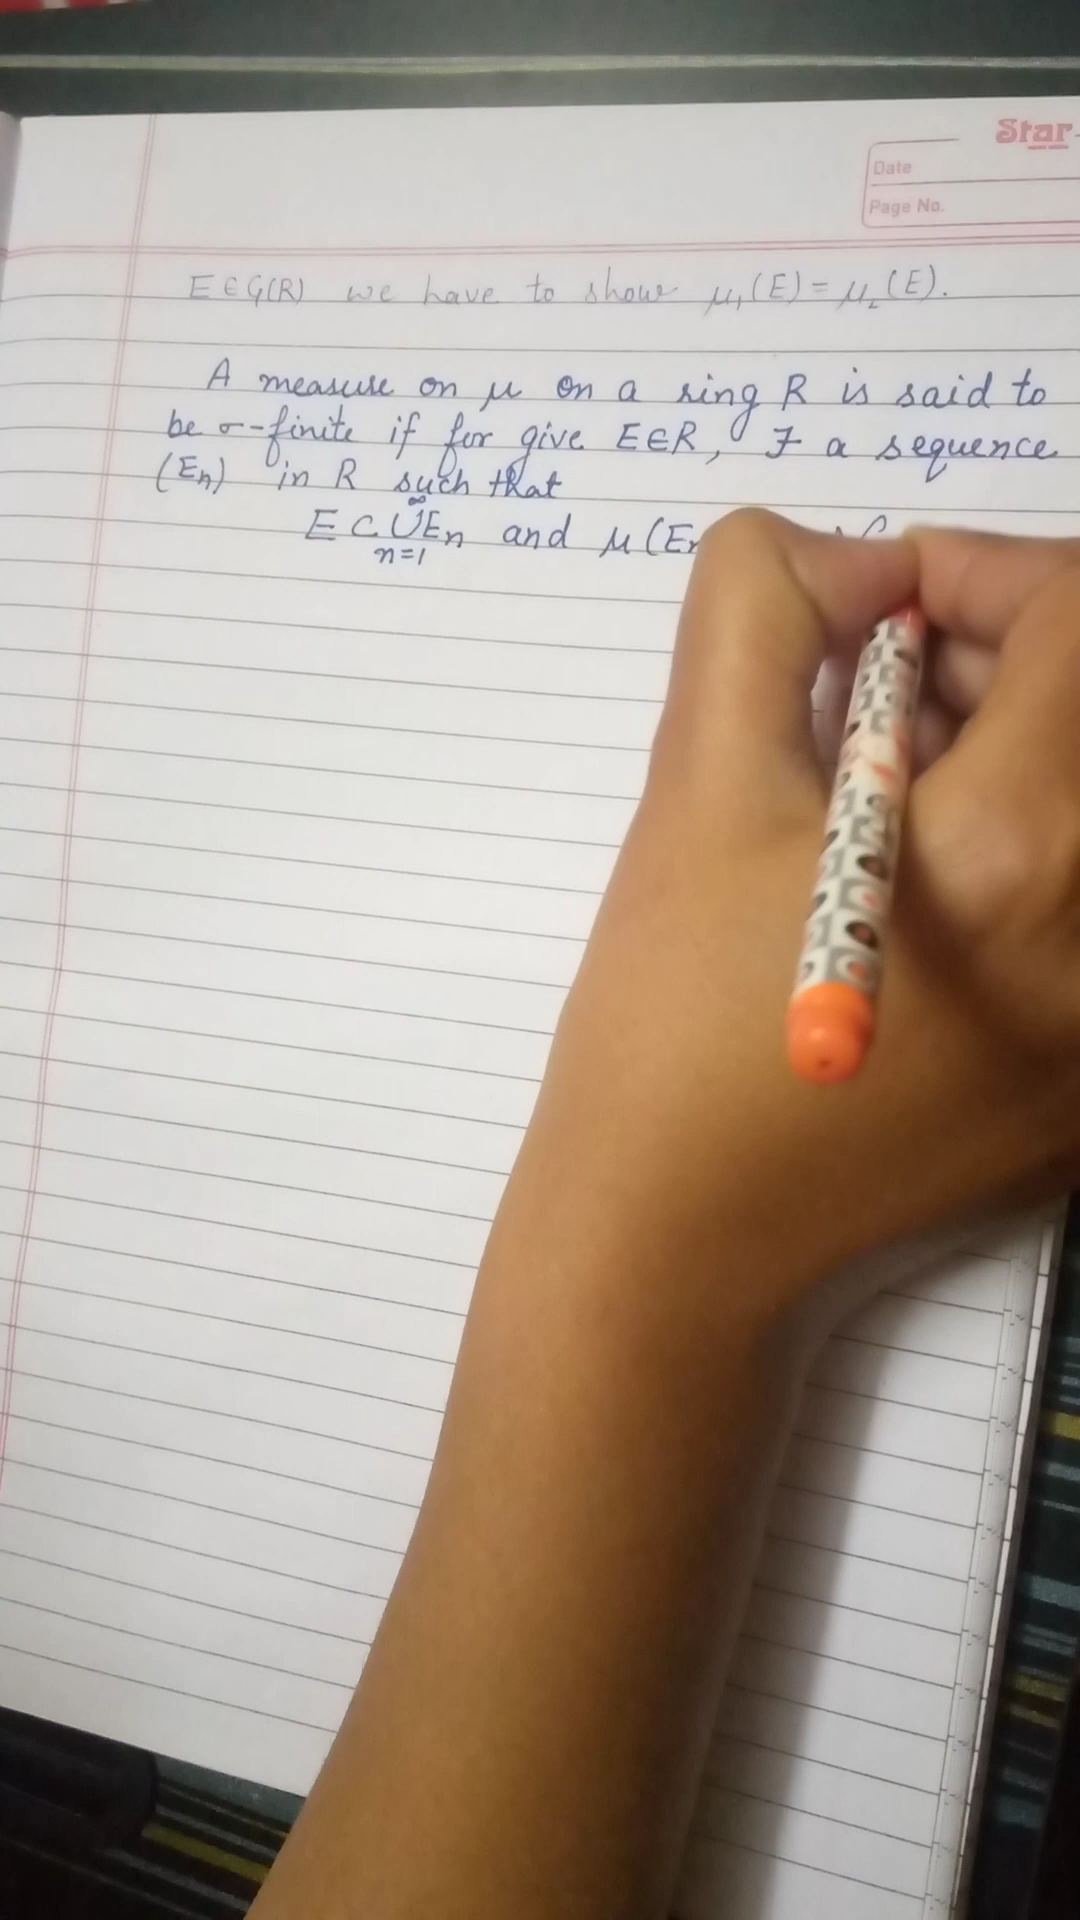 Star
Date
Page No.
E ∈ G(R) we have to show μ₁(E) = μ₂(E).
A measure on μ on a ring R is said to
be σ-finite if for give E∈R, ∃ a sequence
(Eₙ) in R such that
E ⊂ ∞∪n=1 Eₙ and μ(Eₙ